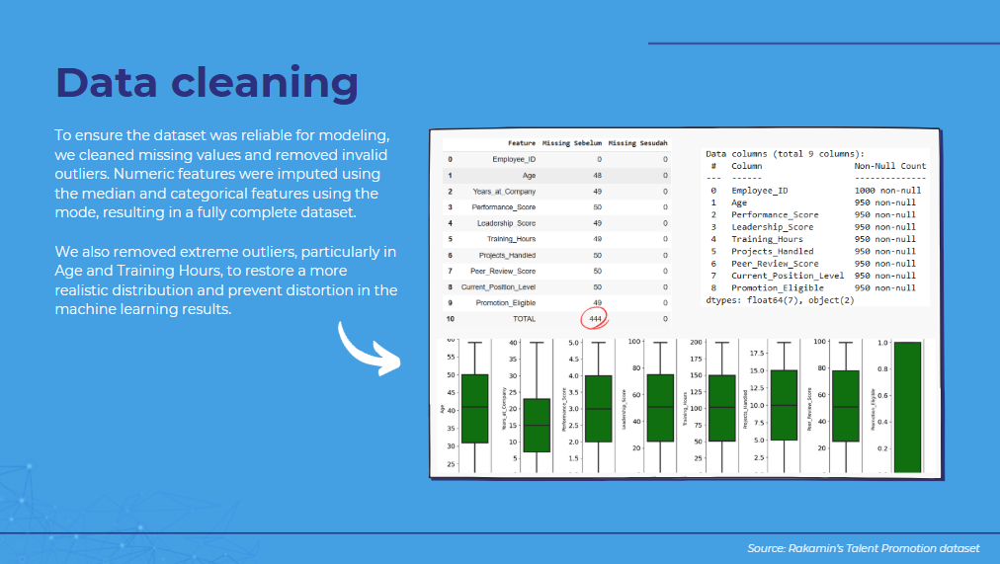 Data cleaning
To ensure the dataset was reliable for modeling,
we cleaned missing values and removed invalid
outliers. Numeric features were imputed using
the median and categorical features using the
mode, resulting in a fully complete dataset.
We also removed extreme outliers, particularly in
Age and Training Hours, to restore a more
realistic distribution and prevent distortion in the
machine learning results.
Feature Missing Sebelum Missing Sesudah
0 Employee_ID 0 0
1 Age 48 0
2 Years_at_Company 49 0
3 Performance_Score 50 0
4 Leadership_Score 49 0
5 Training_Hours 49 0
6 Projects_Handled 50 0
7 Peer_Review_Score 50 0
8 Current_Position_Level 50 0
9 Promotion_Eligible 49 0
10 TOTAL 444 0
Data columns (total 9 columns):
# Column Non-Null Count
--- ------ --------------
0 Employee_ID 1000 non-null
1 Age 950 non-null
2 Performance_Score 950 non-null
3 Leadership_Score 950 non-null
4 Training_Hours 950 non-null
5 Projects_Handled 950 non-null
6 Peer_Review_Score 950 non-null
7 Current_Position_Level 950 non-null
8 Promotion_Eligible 950 non-null
dtypes: float64(7), object(2)
Age
60
55
50
45
40
35
30
25
Years_at_Company
40
35
30
25
20
15
10
5
Performance_Score
5.0
4.5
4.0
3.5
3.0
2.5
2.0
1.5
Leadership_Score
100
80
60
40
20
Training_Hours
200
175
150
125
100
75
50
25
Projects_Handled
17.5
15.0
12.5
10.0
7.5
5.0
2.5
Peer_Review_Score
100
80
60
40
20
Promotion_Eligible
1.0
0.8
0.6
0.4
0.2
Source: Rakamin's Talent Promotion dataset